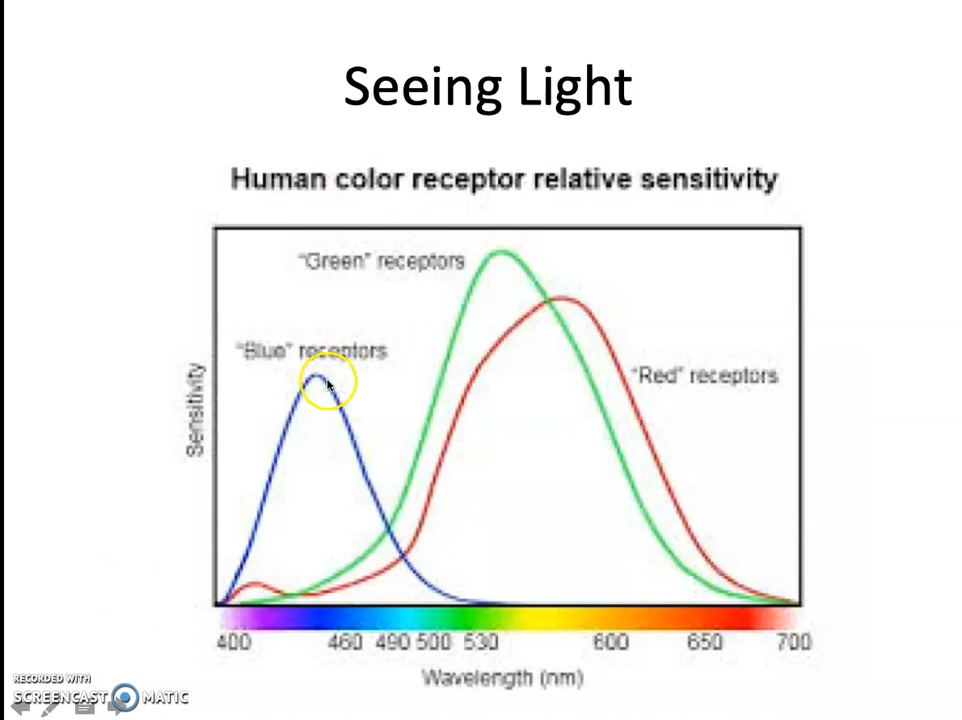 Seeing Light
Human color receptor relative sensitivity
"Green" receptors
"Blue" receptors
"Red" receptors
Sensitivity
400 460 490 500 530 600 650 700
Wavelength (nm)
RECORDED WITH
SCREENCAST MATIC